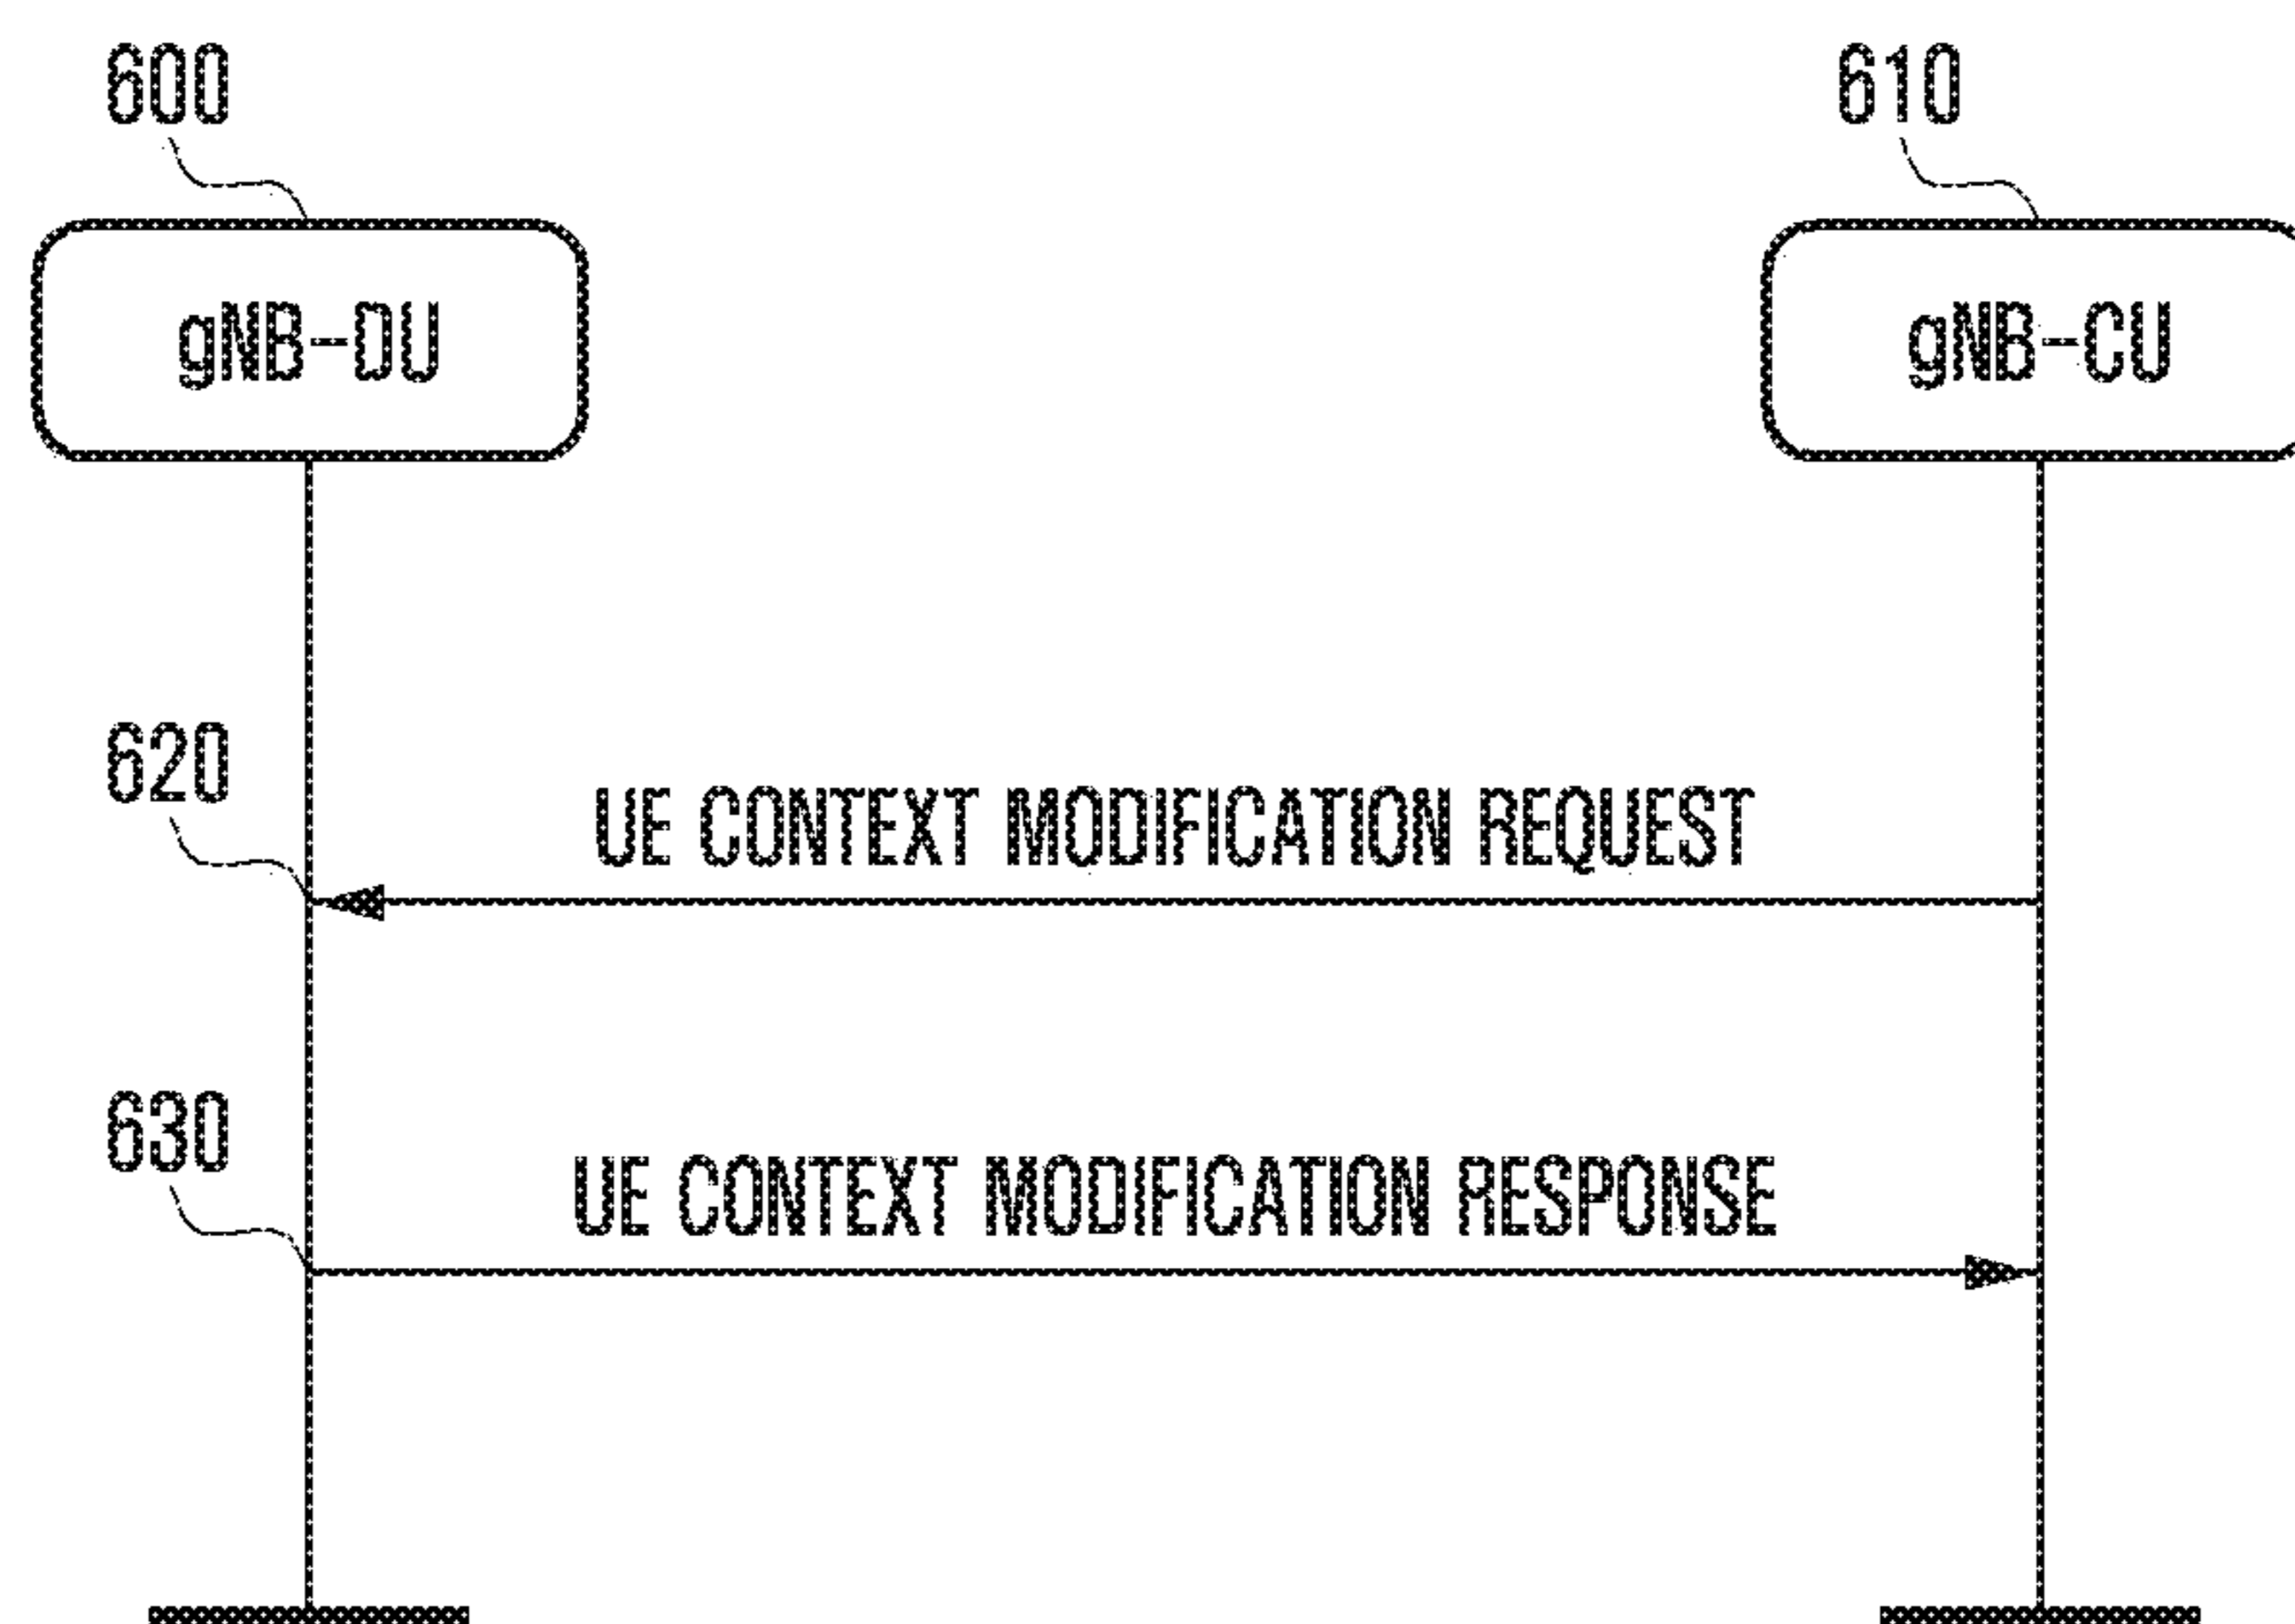 600
610
gNB-DU
gNB-CU
620
UE CONTEXT MODIFICATION REQUEST
630
UE CONTEXT MODIFICATION RESPONSE